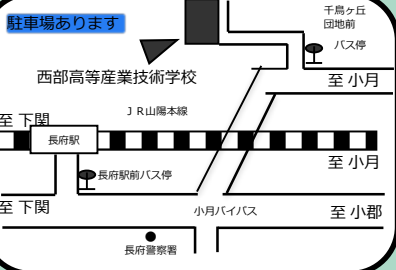 駐車場あります
千鳥ヶ丘
団地前
バス停
西部高等産業技術学校
至 小月
ＪＲ山陽本線
至 下関
長府駅
至 小月
長府駅前バス停
至 下関
小月バイパス
至 小郡
長府警察署